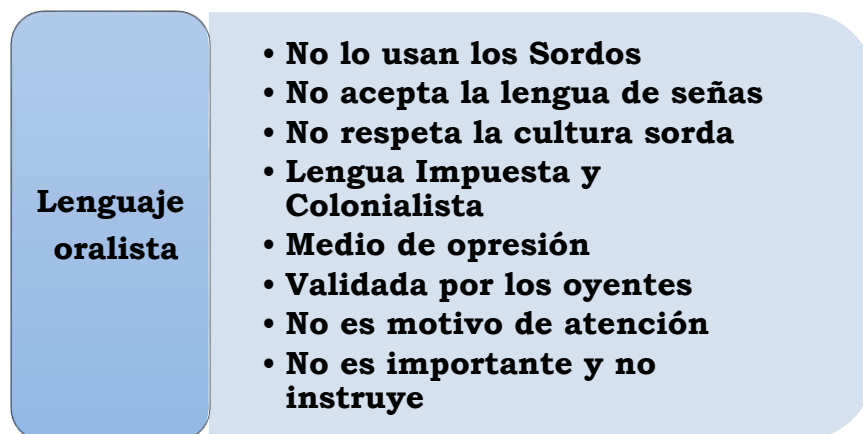 Lenguaje
oralista
• No lo usan los Sordos
• No acepta la lengua de señas
• No respeta la cultura sorda
• Lengua Impuesta y
Colonialista
• Medio de opresión
• Validada por los oyentes
• No es motivo de atención
• No es importante y no
instruye